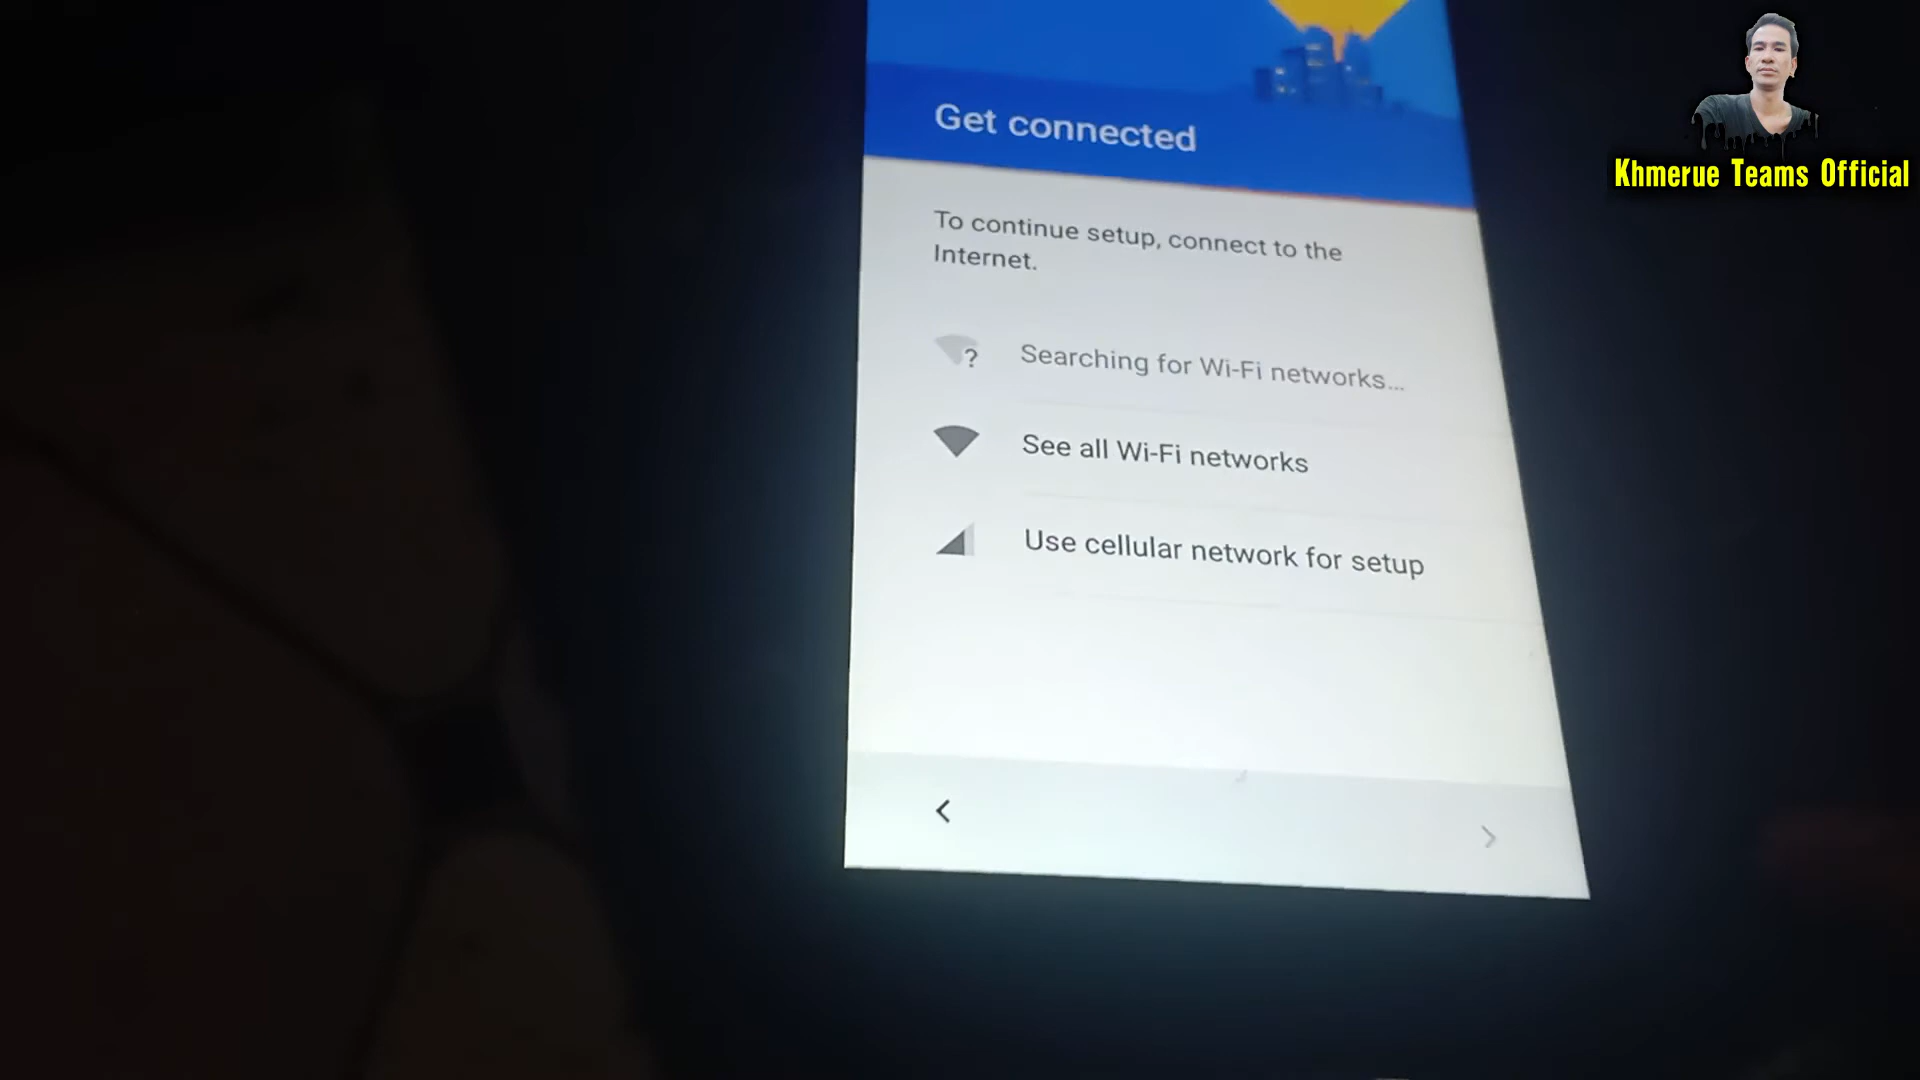 Get connected
To continue setup, connect to the
Internet.
Searching for Wi-Fi networks...
See all Wi-Fi networks
Use cellular network for setup
Khmerue Teams Official